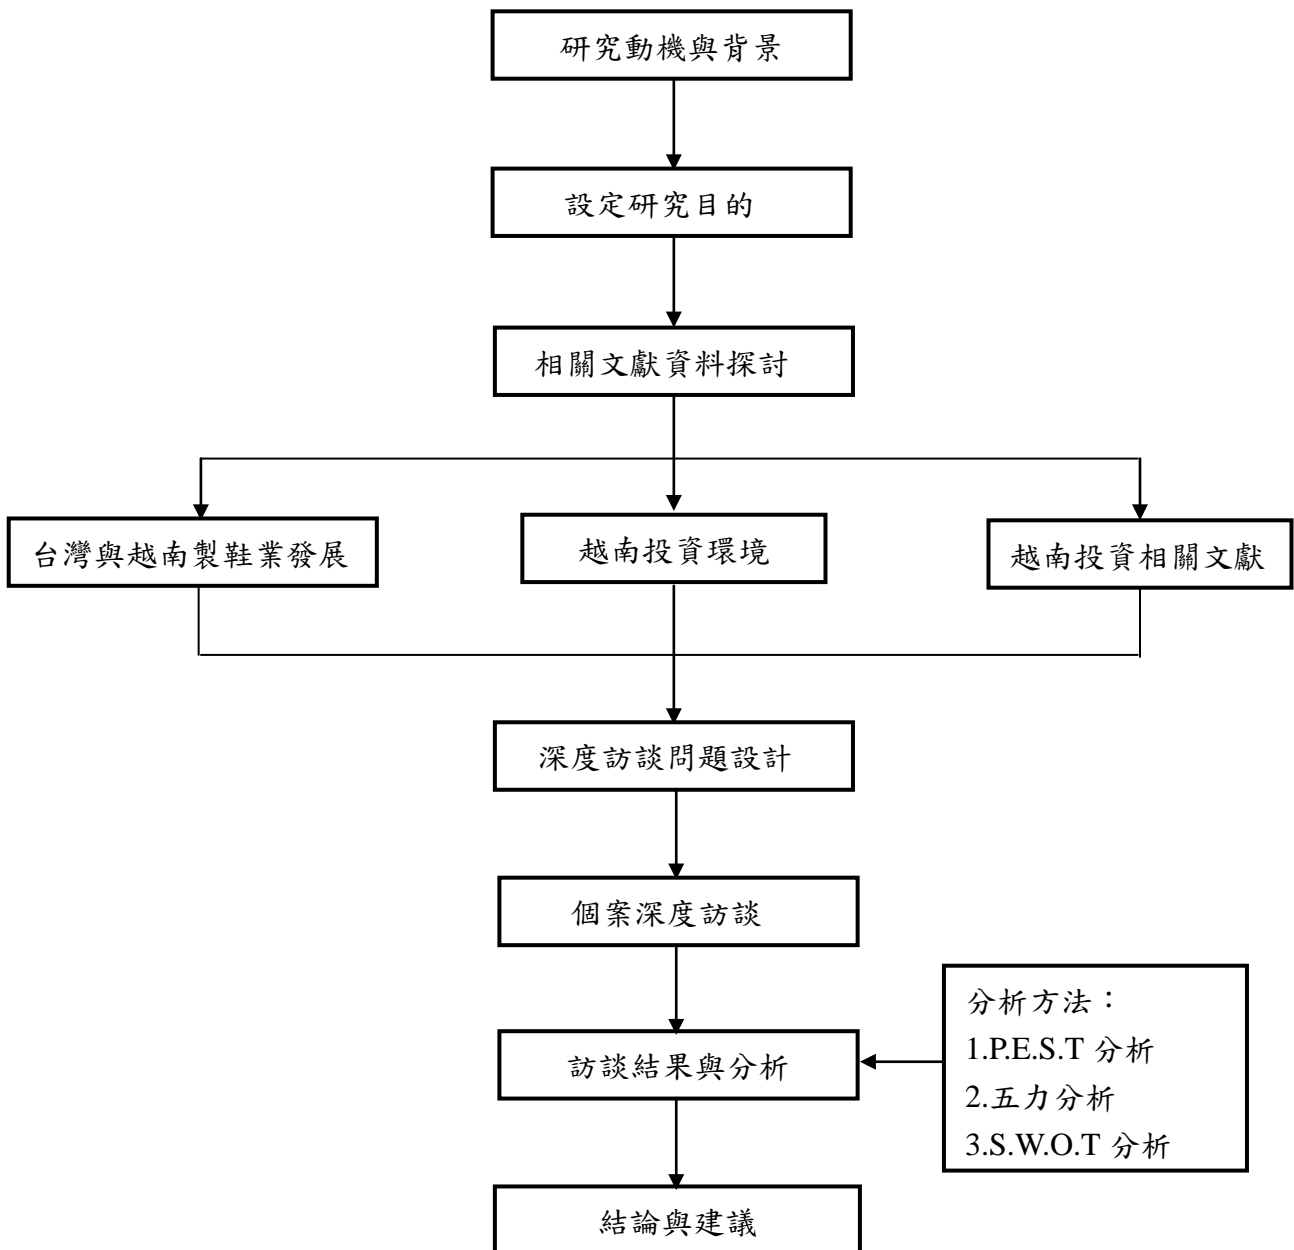 研究動機與背景
設定研究目的
相關文獻資料探討
台灣與越南製鞋業發展
越南投資環境
越南投資相關文獻
深度訪談問題設計
個案深度訪談
訪談結果與分析
分析方法：
1.P.E.S.T 分析
2.五力分析
3.S.W.O.T 分析
結論與建議